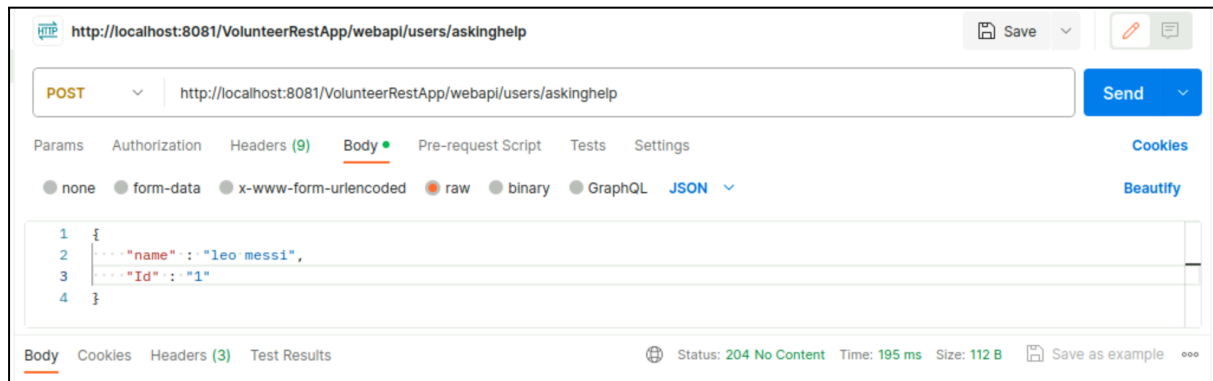 HTTP http://localhost:8081/VolunteerRestApp/webapi/users/askinghelp Save
POST http://localhost:8081/VolunteerRestApp/webapi/users/askinghelp Send
Params Authorization Headers (9) Body Pre-request Script Tests Settings Cookies
none form-data x-www-form-urlencoded raw binary GraphQL JSON Beautify
1 {
2 "name" : "leo messi",
3 "Id" : "1"
4 }
Body Cookies Headers (3) Test Results Status: 204 No Content Time: 195 ms Size: 112 B Save as example